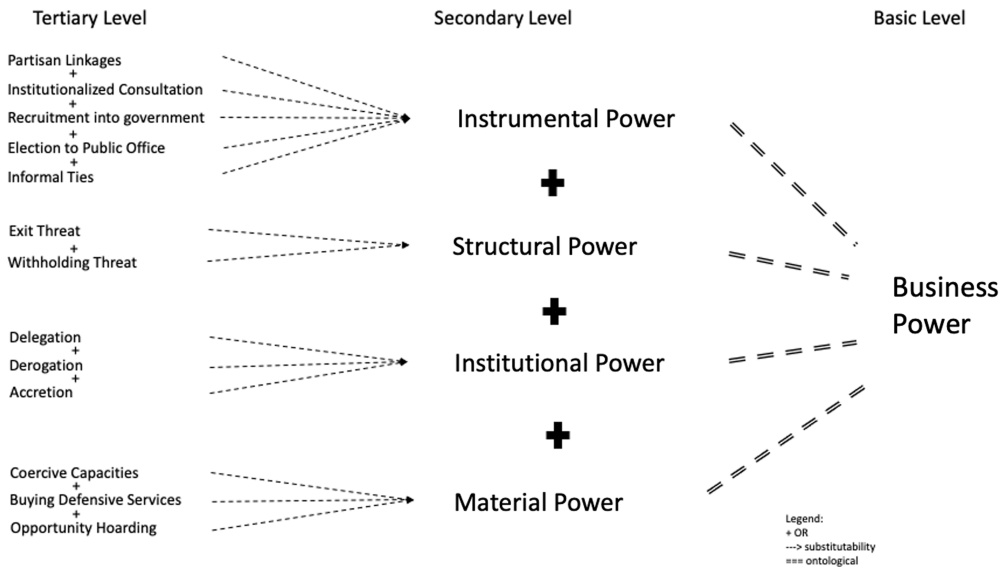 Tertiary Level
Secondary Level
Basic Level
Partisan Linkages
+
Institutionalized Consultation
+
Recruitment into government
+
Election to Public Office
+
Informal Ties
Instrumental Power
+
Exit Threat
+
Withholding Threat
Structural Power
+
Delegation
+
Derogation
+
Accretion
Institutional Power
+
Coercive Capacities
+
Buying Defensive Services
+
Opportunity Hoarding
Material Power
Business
Power
Legend:
+ OR
---> substitutability
=== ontological